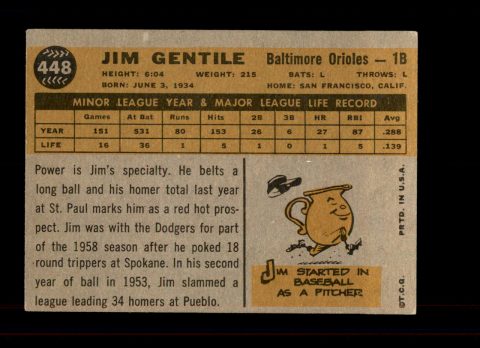 448
JIM GENTILE Baltimore Orioles — 1B
HEIGHT: 6:04 WEIGHT: 215 BATS: L THROWS: L
BORN: JUNE 3, 1934 HOME: SAN FRANCISCO, CALIF.
MINOR LEAGUE YEAR & MAJOR LEAGUE LIFE RECORD
Games At Bat Runs Hits 2B 3B HR RBI Avg
YEAR 151 531 80 153 26 6 27 87 .288
LIFE 16 36 1 5 0 0 1 5 .139
Power is Jim's specialty. He belts a
long ball and his homer total last year
at St. Paul marks him as a red hot pros-
pect. Jim was with the Dodgers for part
of the 1958 season after he poked 18
round trippers at Spokane. In his second
year of ball in 1953, Jim slammed a
league leading 34 homers at Pueblo.
JIM STARTED IN
BASEBALL
AS A PITCHER.
©T.C.G. PRTD. IN U.S.A.